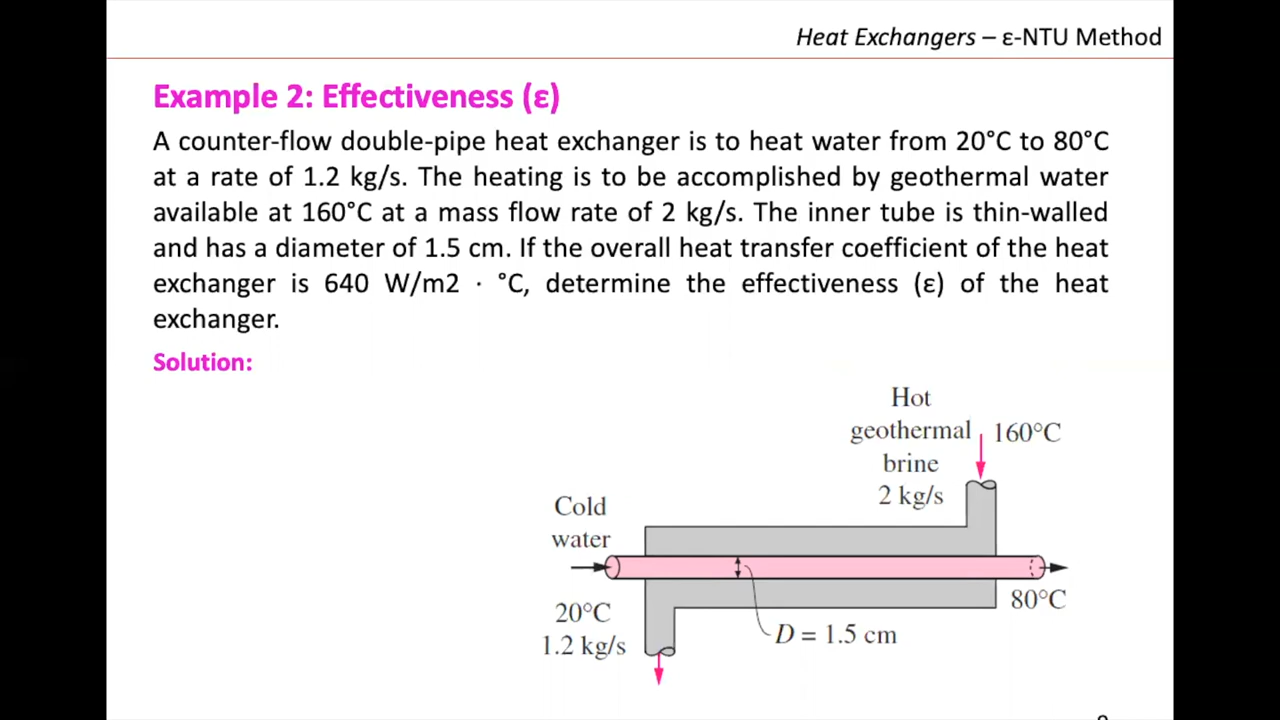 Heat Exchangers – ε-NTU Method
Example 2: Effectiveness (ε)
A counter-flow double-pipe heat exchanger is to heat water from 20°C to 80°C
at a rate of 1.2 kg/s. The heating is to be accomplished by geothermal water
available at 160°C at a mass flow rate of 2 kg/s. The inner tube is thin-walled
and has a diameter of 1.5 cm. If the overall heat transfer coefficient of the heat
exchanger is 640 W/m2 · °C, determine the effectiveness (ε) of the heat
exchanger.
Solution:
Hot
geothermal
160°C
brine
2 kg/s
Cold
water
20°C
1.2 kg/s
80°C
D = 1.5 cm